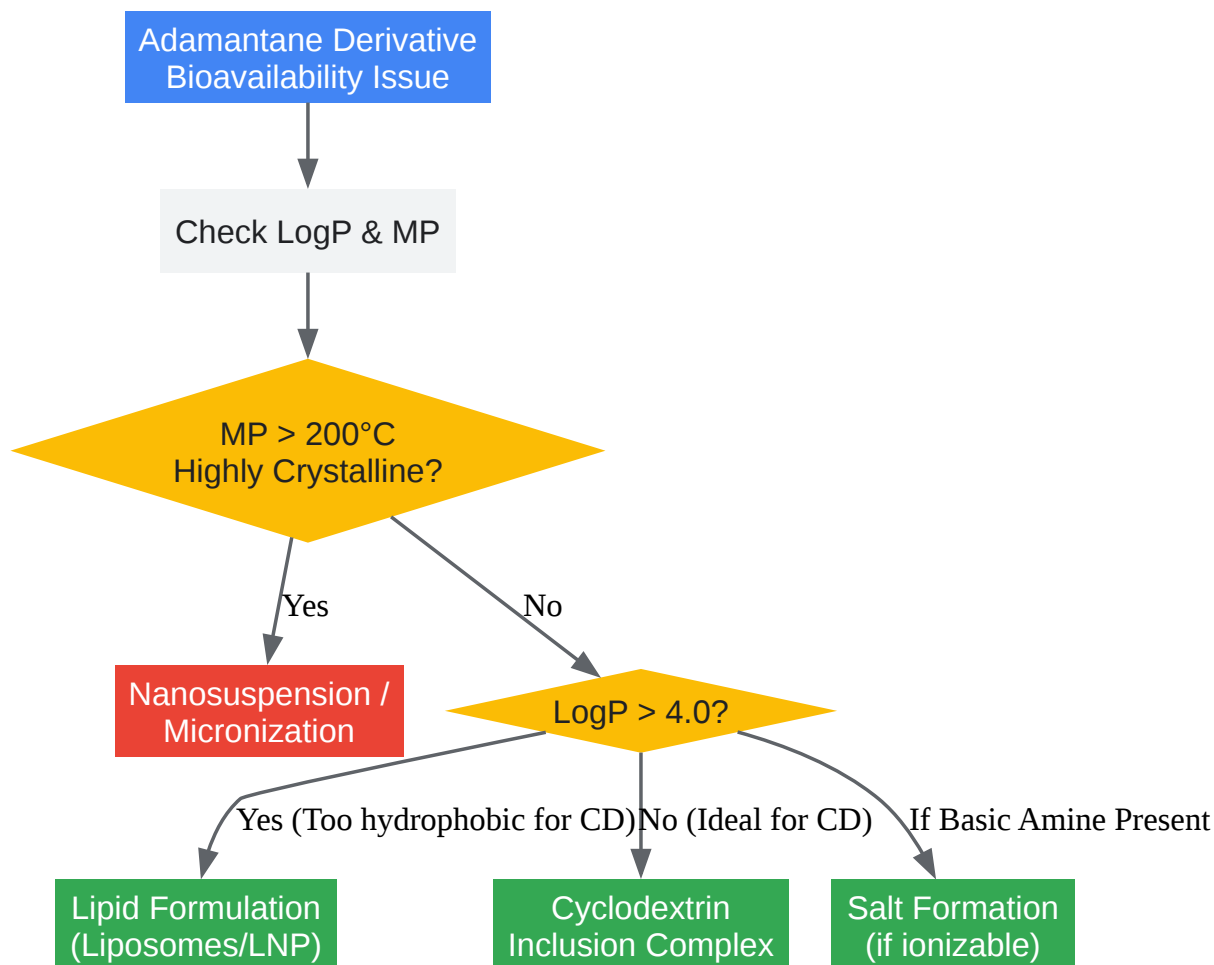 Adamantane Derivative
Bioavailability Issue
Check LogP & MP
MP > 200°C
Highly Crystalline?
Yes
No
Nanosuspension /
Micronization
LogP > 4.0?
Yes (Too hydrophobic for CD)
No (Ideal for CD)
If Basic Amine Present
Lipid Formulation
(Liposomes/LNP)
Cyclodextrin
Inclusion Complex
Salt Formation
(if ionizable)